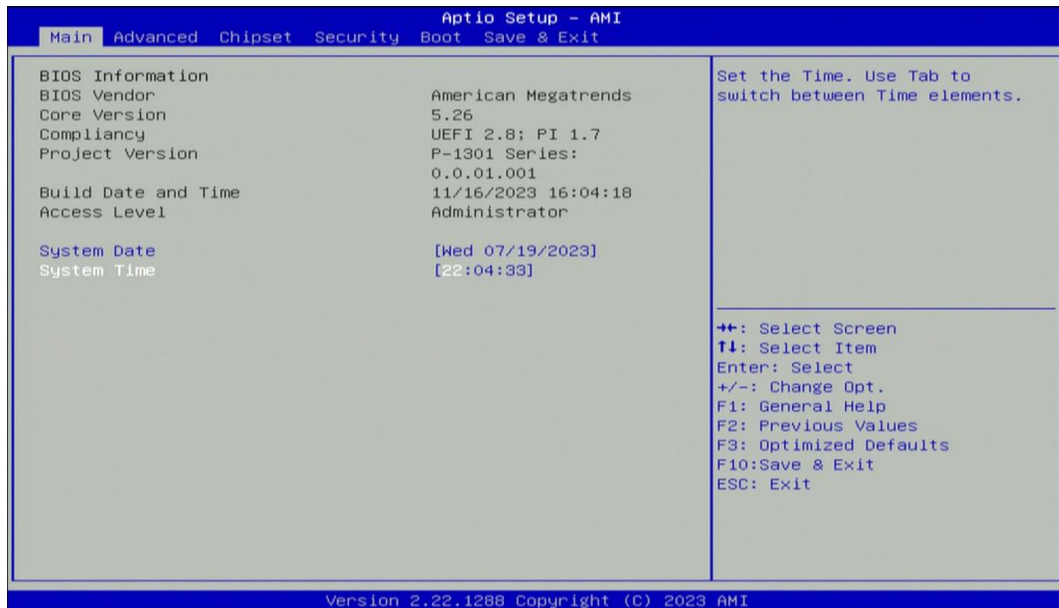 Aptio Setup – AMI
Main Advanced Chipset Security Boot Save & Exit
BIOS Information
BIOS Vendor American Megatrends
Core Version 5.26
Compliancy UEFI 2.8; PI 1.7
Project Version P-1301 Series:
0.0.01.001
Build Date and Time 11/16/2023 16:04:18
Access Level Administrator
System Date [Wed 07/19/2023]
System Time [22:04:33]
Set the Time. Use Tab to
switch between Time elements.
→←: Select Screen
↑↓: Select Item
Enter: Select
+/-: Change Opt.
F1: General Help
F2: Previous Values
F3: Optimized Defaults
F10:Save & Exit
ESC: Exit
Version 2.22.1288 Copyright (C) 2023 AMI